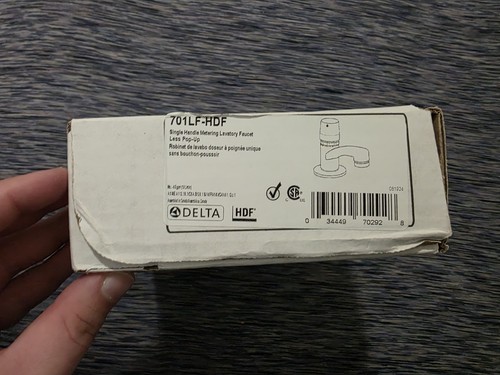 701LF-HDF
Single Handle Metering Lavatory Faucet
Less Pop-Up
Robinet de lavabo doseur à poignée unique
sans bouchon-poussoir
DELTA
HDF
0 34449 70292 8